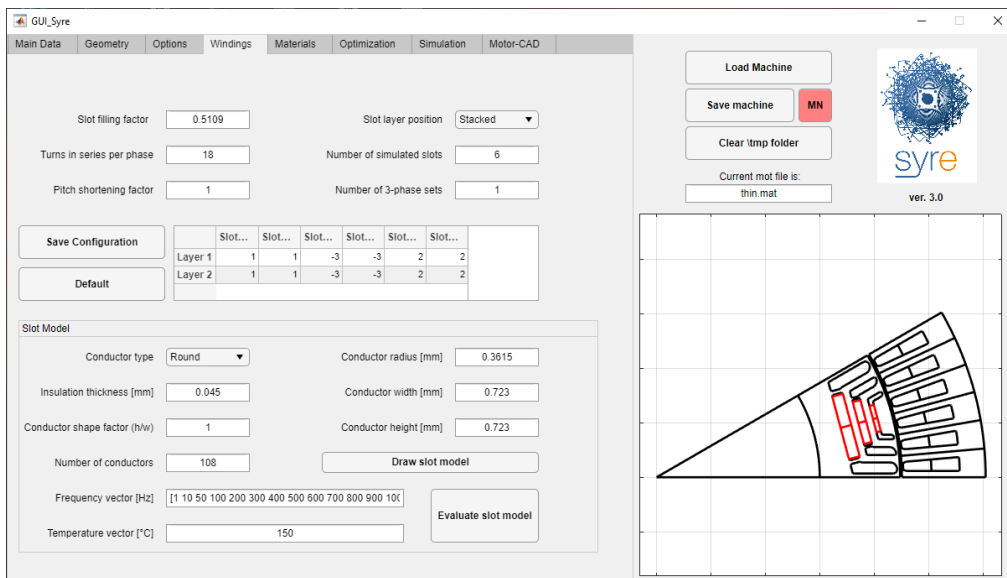 GUI_Syre
Main Data Geometry Options Windings Materials Optimization Simulation Motor-CAD
Slot filling factor 0.5109 Slot layer position Stacked
Turns in series per phase 18 Number of simulated slots 6
Pitch shortening factor 1 Number of 3-phase sets 1
Save Configuration
Default
Slot... Slot... Slot... Slot... Slot... Slot...
Layer 1 1 1 -3 -3 2 2
Layer 2 1 1 -3 -3 2 2
Slot Model
Conductor type Round Conductor radius [mm] 0.3615
Insulation thickness [mm] 0.045 Conductor width [mm] 0.723
Conductor shape factor (h/w) 1 Conductor height [mm] 0.723
Number of conductors 108 Draw slot model
Frequency vector [Hz] [1 10 50 100 200 300 400 500 600 700 800 900 100
Evaluate slot model
Temperature vector [°C] 150
Load Machine
Save machine MN
Clear \tmp folder
Current mot file is:
thin.mat
syre
ver. 3.0